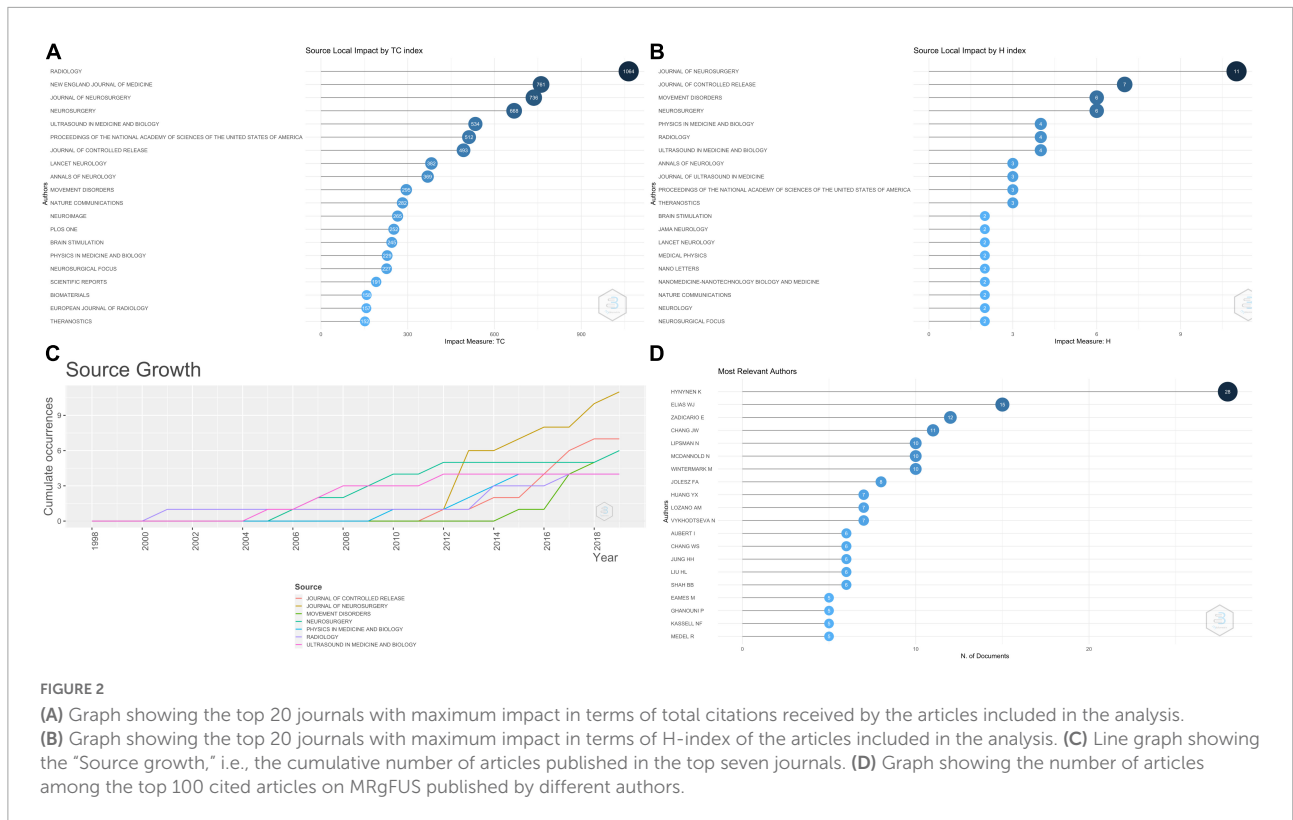 A
Source Local Impact by TC index
RADIOLOGY 1064
NEW ENGLAND JOURNAL OF MEDICINE 761
JOURNAL OF NEUROSURGERY 736
NEUROSURGERY
ULTRASOUND IN MEDICINE AND BIOLOGY 534
PROCEEDINGS OF THE NATIONAL ACADEMY OF SCIENCES OF THE UNITED STATES OF AMERICA 512
JOURNAL OF CONTROLLED RELEASE 493
LANCET NEUROLOGY 382
ANNALS OF NEUROLOGY 369
MOVEMENT DISORDERS
NATURE COMMUNICATIONS 282
NEUROIMAGE 265
PLOS ONE 252
BRAIN STIMULATION
PHYSICS IN MEDICINE AND BIOLOGY 229
NEUROSURGICAL FOCUS 227
SCIENTIFIC REPORTS 191
BIOMATERIALS
EUROPEAN JOURNAL OF RADIOLOGY
THERANOSTICS
Authors
0 300 600 900
Impact Measure: TC
B
Source Local Impact by H index
JOURNAL OF NEUROSURGERY 11
JOURNAL OF CONTROLLED RELEASE 7
MOVEMENT DISORDERS 6
NEUROSURGERY 6
PHYSICS IN MEDICINE AND BIOLOGY 4
RADIOLOGY 4
ULTRASOUND IN MEDICINE AND BIOLOGY 4
ANNALS OF NEUROLOGY 3
JOURNAL OF ULTRASOUND IN MEDICINE 3
PROCEEDINGS OF THE NATIONAL ACADEMY OF SCIENCES OF THE UNITED STATES OF AMERICA 3
THERANOSTICS 3
BRAIN STIMULATION 2
JAMA NEUROLOGY 2
LANCET NEUROLOGY 2
MEDICAL PHYSICS 2
NANO LETTERS 2
NANOMEDICINE-NANOTECHNOLOGY BIOLOGY AND MEDICINE 2
NATURE COMMUNICATIONS 2
NEUROLOGY 2
NEUROSURGICAL FOCUS 2
Authors
0 3 6 9
Impact Measure: H
C
Source Growth
Cumulate occurrences
9
6
3
0
1998 2000 2002 2004 2006 2008 2010 2012 2014 2016 2018
Year
Source
JOURNAL OF CONTROLLED RELEASE
JOURNAL OF NEUROSURGERY
MOVEMENT DISORDERS
NEUROSURGERY
PHYSICS IN MEDICINE AND BIOLOGY
RADIOLOGY
ULTRASOUND IN MEDICINE AND BIOLOGY
D
Most Relevant Authors
HYNYNEN K 28
ELIAS WJ 15
ZADICARIO E 12
CHANG JW 11
LIPSMAN N 10
MCDANNOLD N 10
WINTERMARK M 10
JOLESZ FA 8
HUANG YX 7
LOZANO AM 7
VYKHODTSEVA N 7
AUBERT I 6
CHANG WS 6
JUNG HH 6
LIU HL 6
SHAH BB 6
EAMES M 5
GHANOUNI P 5
KASSELL NF 5
MEDEL R 5
Authors
0 10 20
N. of Documents
FIGURE 2
(A) Graph showing the top 20 journals with maximum impact in terms of total citations received by the articles included in the analysis.
(B) Graph showing the top 20 journals with maximum impact in terms of H-index of the articles included in the analysis. (C) Line graph showing
the "Source growth," i.e., the cumulative number of articles published in the top seven journals. (D) Graph showing the number of articles
among the top 100 cited articles on MRgFUS published by different authors.